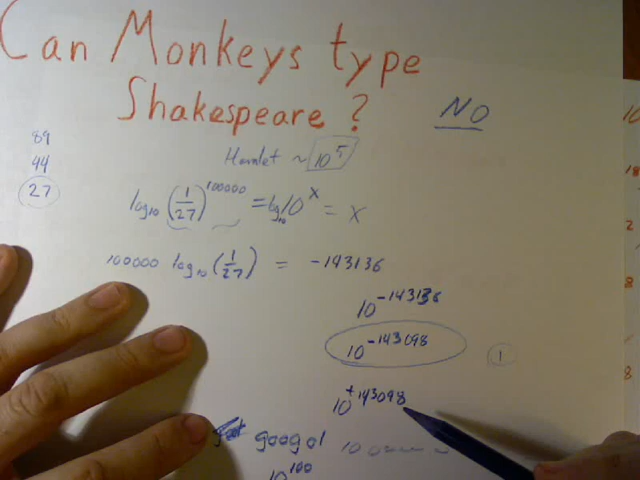 Can Monkeys type
Shakespeare?
NO
89
44
27
Hamlet ~ 10^5
log10 (1/27)^100000 = log10 10^x = x
100000 log10 (1/27) = -143136
10^-143136
10^-143098
1
10^+143098
googol
10^100